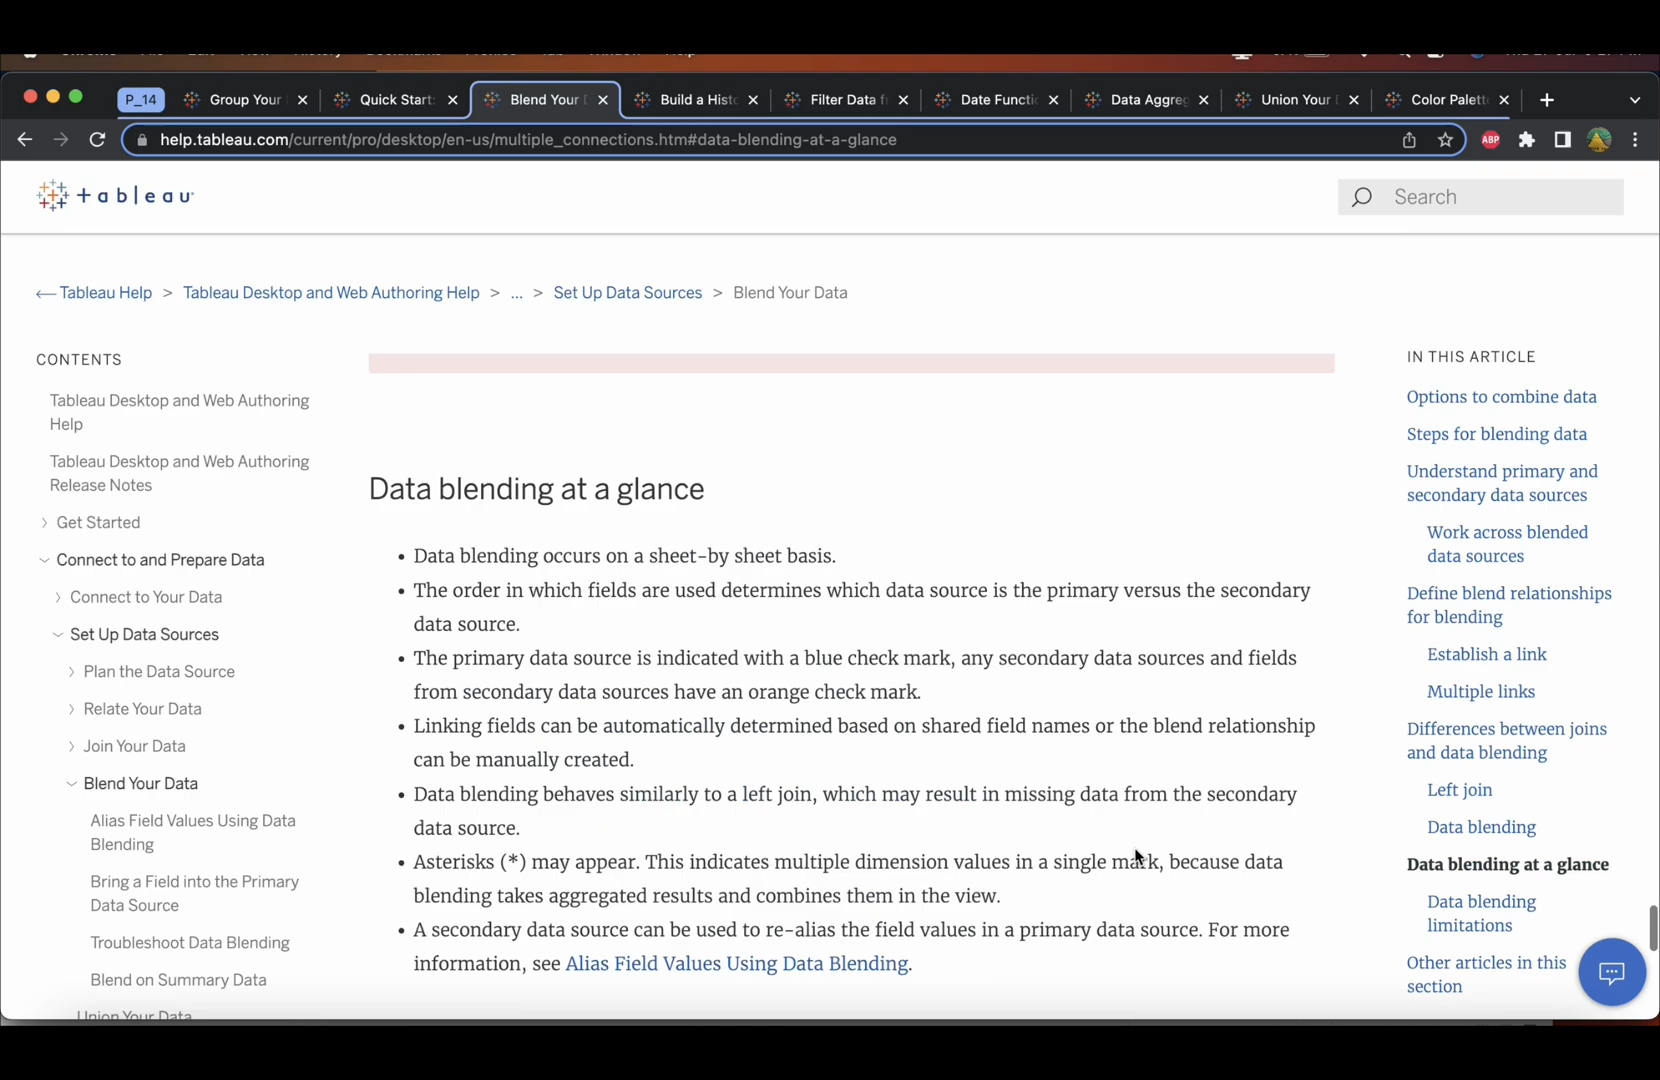 P_14
Group Your
Quick Start:
Blend Your
Build a Hist
Filter Data f
Date Functi
Data Aggreg
Union Your
Color Palett
help.tableau.com/current/pro/desktop/en-us/multiple_connections.htm#data-blending-at-a-glance
ABP
+ a b | e a u
Search
Tableau Help > Tableau Desktop and Web Authoring Help > ... > Set Up Data Sources > Blend Your Data
CONTENTS
Tableau Desktop and Web Authoring
Help
Tableau Desktop and Web Authoring
Release Notes
Get Started
Connect to and Prepare Data
Connect to Your Data
Set Up Data Sources
Plan the Data Source
Relate Your Data
Join Your Data
Blend Your Data
Alias Field Values Using Data
Blending
Bring a Field into the Primary
Data Source
Troubleshoot Data Blending
Blend on Summary Data
Union Your Data
Data blending at a glance
• Data blending occurs on a sheet-by sheet basis.
• The order in which fields are used determines which data source is the primary versus the secondary
data source.
• The primary data source is indicated with a blue check mark, any secondary data sources and fields
from secondary data sources have an orange check mark.
• Linking fields can be automatically determined based on shared field names or the blend relationship
can be manually created.
• Data blending behaves similarly to a left join, which may result in missing data from the secondary
data source.
• Asterisks (*) may appear. This indicates multiple dimension values in a single mark, because data
blending takes aggregated results and combines them in the view.
• A secondary data source can be used to re-alias the field values in a primary data source. For more
information, see Alias Field Values Using Data Blending.
IN THIS ARTICLE
Options to combine data
Steps for blending data
Understand primary and
secondary data sources
Work across blended
data sources
Define blend relationships
for blending
Establish a link
Multiple links
Differences between joins
and data blending
Left join
Data blending
Data blending at a glance
Data blending
limitations
Other articles in this
section